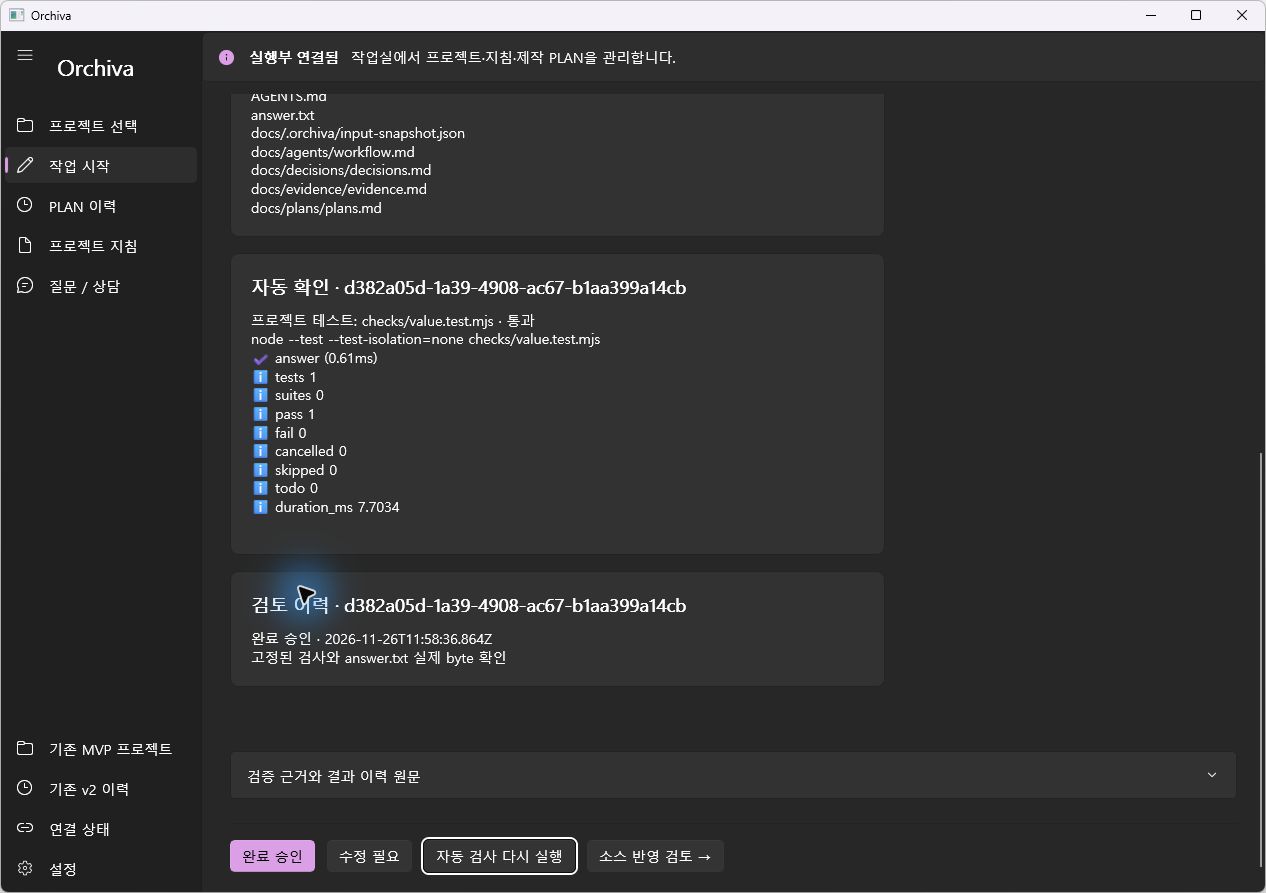 Orchiva
Orchiva
프로젝트 선택
작업 시작
PLAN 이력
프로젝트 지침
질문 / 상담
기존 MVP 프로젝트
기존 v2 이력
연결 상태
설정
실행부 연결됨 작업실에서 프로젝트·지침·제작 PLAN을 관리합니다.
AGENTS.md
answer.txt
docs/.orchiva/input-snapshot.json
docs/agents/workflow.md
docs/decisions/decisions.md
docs/evidence/evidence.md
docs/plans/plans.md
자동 확인 · d382a05d-1a39-4908-ac67-b1aa399a14cb
프로젝트 테스트: checks/value.test.mjs · 통과
node --test --test-isolation=none checks/value.test.mjs
✔ answer (0.61ms)
ℹ tests 1
ℹ suites 0
ℹ pass 1
ℹ fail 0
ℹ cancelled 0
ℹ skipped 0
ℹ todo 0
ℹ duration_ms 7.7034
검토 이력 · d382a05d-1a39-4908-ac67-b1aa399a14cb
완료 승인 · 2026-11-26T11:58:36.864Z
고정된 검사와 answer.txt 실제 byte 확인
검증 근거와 결과 이력 원문
완료 승인
수정 필요
자동 검사 다시 실행
소스 반영 검토 →